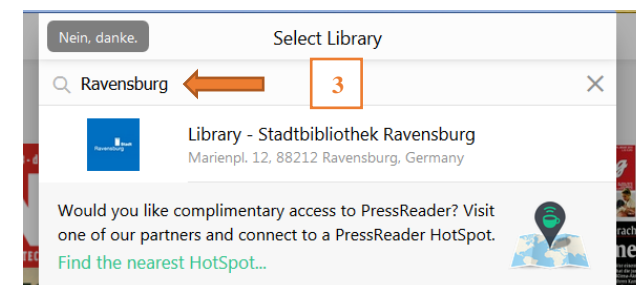 Nein, danke.
Select Library
Ravensburg
3
Library - Stadtbibliothek Ravensburg
Marienpl. 12, 88212 Ravensburg, Germany
Would you like complimentary access to PressReader? Visit
one of our partners and connect to a PressReader HotSpot.
Find the nearest HotSpot...